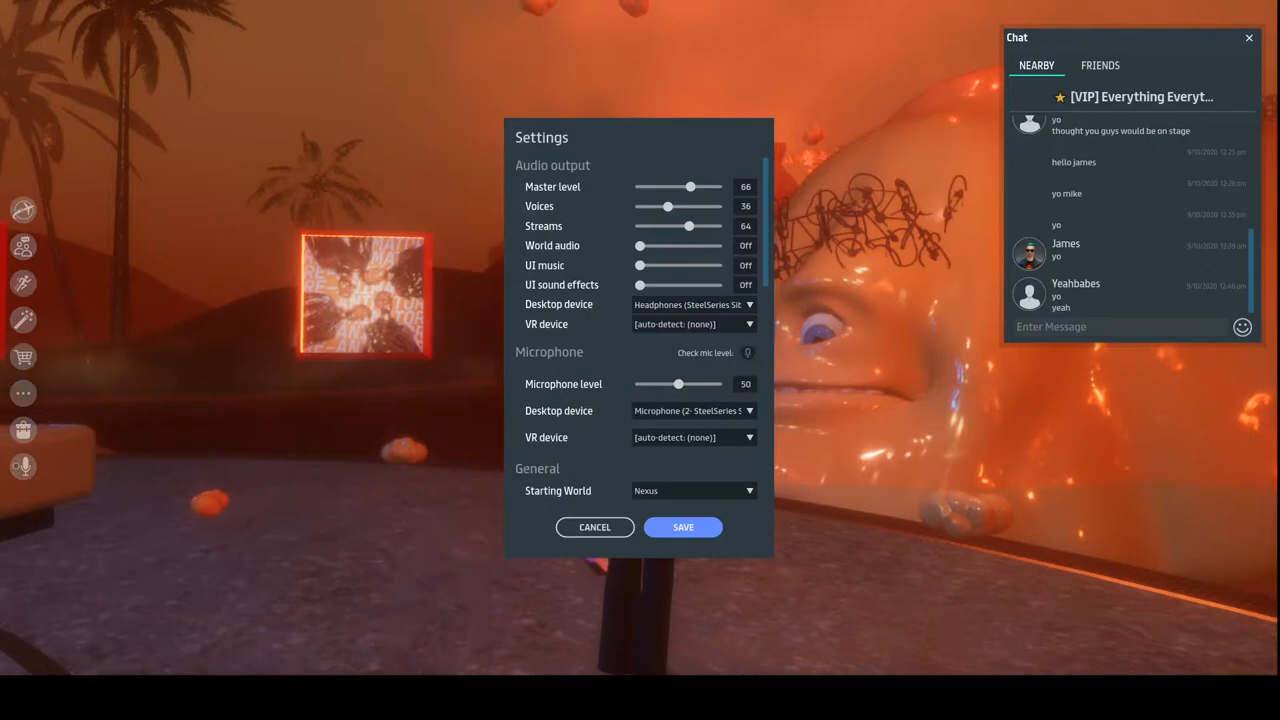 Chat
NEARBY FRIENDS
[VIP] Everything Everyt...
yo
thought you guys would be on stage
9/10/2020 12:25 pm
hello james
9/10/2020 12:28 pm
yo mike
9/10/2020 12:35 pm
yo
James 9/10/2020 12:39 pm
yo
Yeahbabes 9/10/2020 12:46 pm
yo
yeah
Enter Message
Settings
Audio output
Master level 66
Voices 36
Streams 64
World audio Off
UI music Off
UI sound effects Off
Desktop device Headphones (SteelSeries Sib
VR device [auto-detect: (none)]
Microphone Check mic level:
Microphone level 50
Desktop device Microphone (2- SteelSeries S
VR device [auto-detect: (none)]
General
Starting World Nexus
CANCEL SAVE